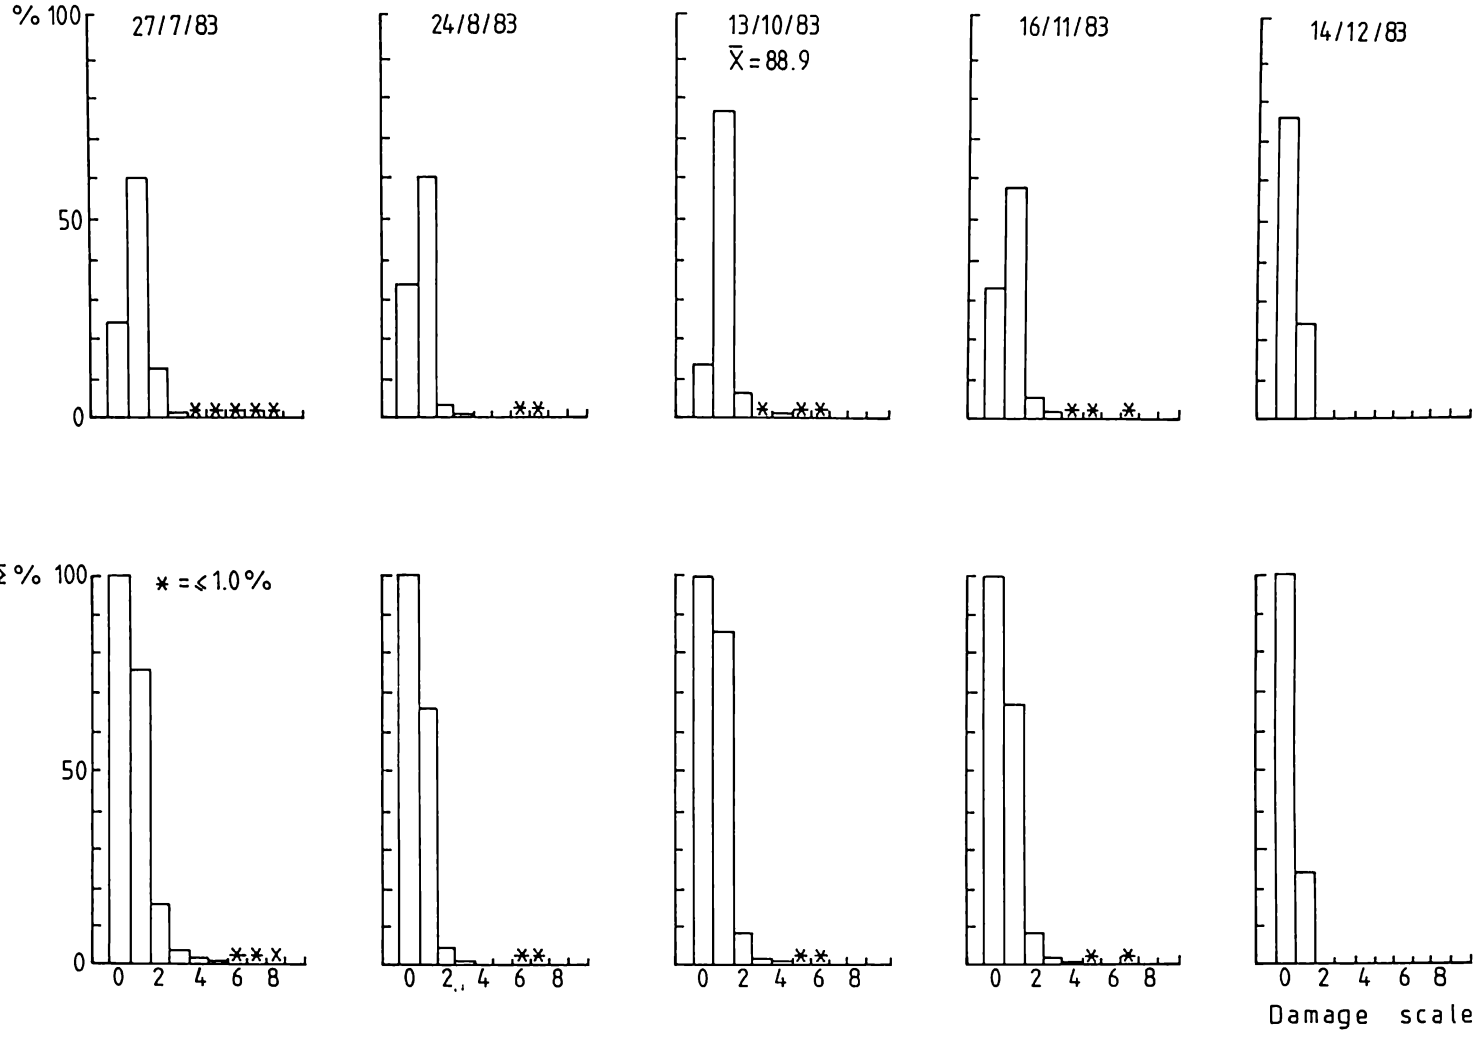 % 100 27/7/83 24/8/83 13/10/83 16/11/83 14/12/83
X̄ = 88.9
50
0 * * * * * * * * * * * * *
% 100 * = ⩽ 1.0 %
50
0 * * x * * * * * *
0 2 4 6 8 0 2 4 6 8 0 2 4 6 8 0 2 4 6 8 0 2 4 6 8
Damage scale